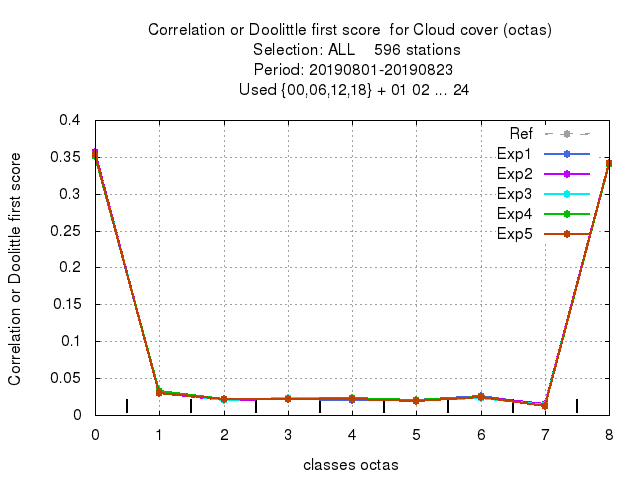 Correlation or Doolittle first score  for Cloud cover (octas)
Selection: ALL    596 stations
Period: 20190801-20190823
Used {00,06,12,18} + 01 02 ... 24
Correlation or Doolittle first score
0.4
0.35
0.3
0.25
0.2
0.15
0.1
0.05
0
Ref
Exp1
Exp2
Exp3
Exp4
Exp5
0 1 2 3 4 5 6 7 8
classes octas